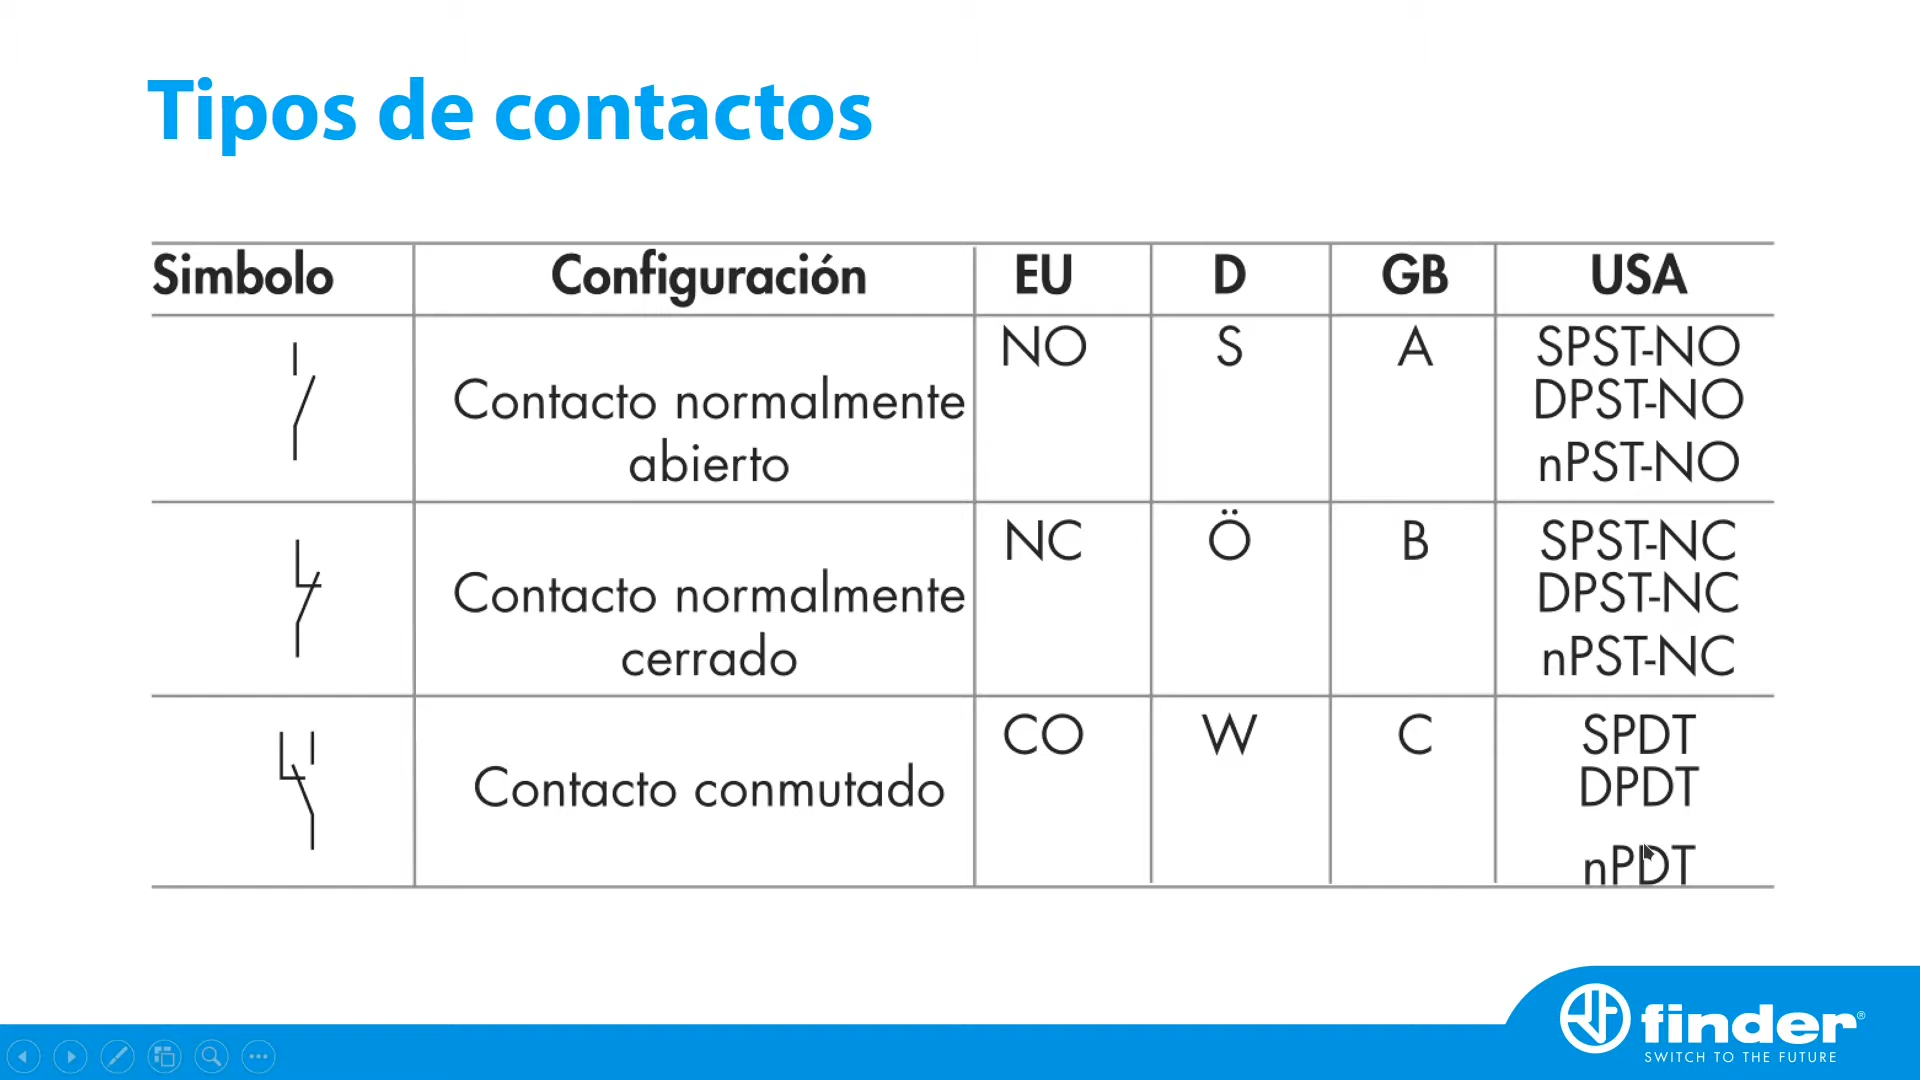 Tipos de contactos
Simbolo Configuración EU D GB USA
NO S A SPST-NO
Contacto normalmente DPST-NO
abierto nPST-NO
NC Ö B SPST-NC
Contacto normalmente DPST-NC
cerrado nPST-NC
CO W C SPDT
Contacto conmutado DPDT
nPDT
finder®
SWITCH TO THE FUTURE